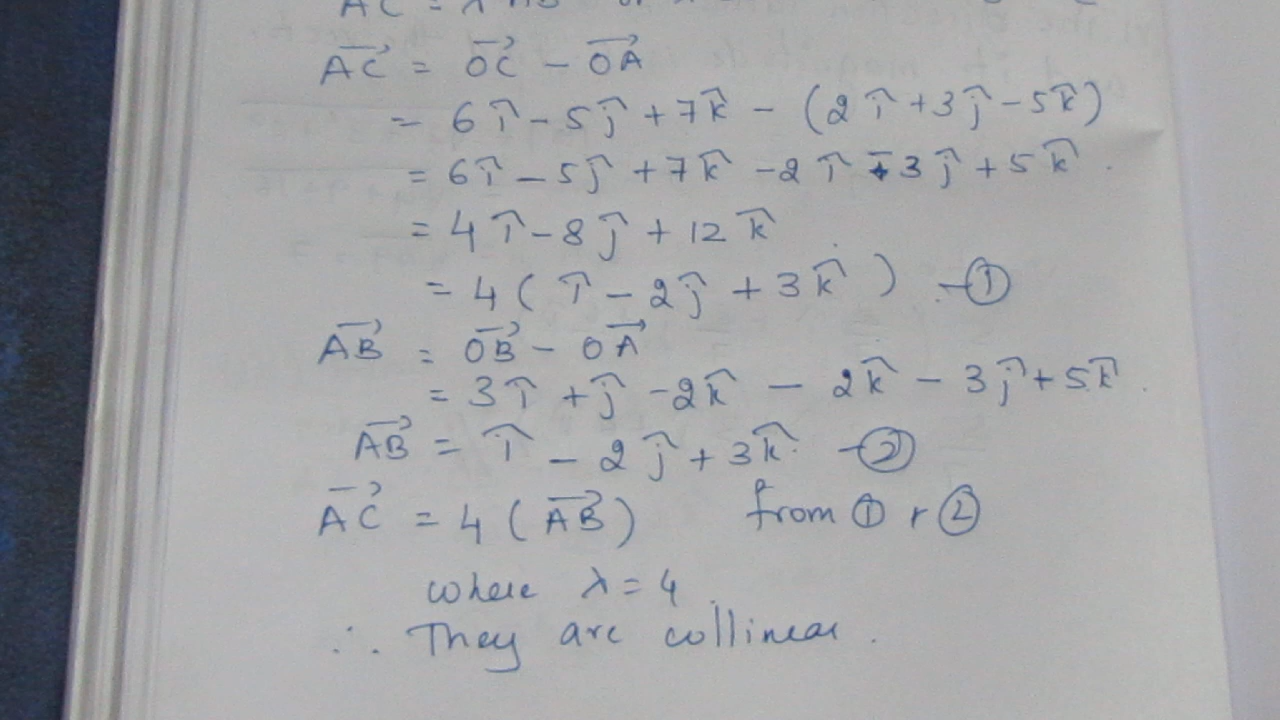 AC⃗ = OC⃗ − OA⃗
= 6î − 5ĵ + 7k̂ − (2î + 3ĵ − 5k̂)
= 6î − 5ĵ + 7k̂ − 2î − 3ĵ + 5k̂.
= 4î − 8ĵ + 12k̂
= 4(î − 2ĵ + 3k̂) − ①
AB⃗ = OB⃗ − OA⃗
= 3î + ĵ − 2k̂ − 2k̂ − 3ĵ + 5k̂.
AB⃗ = î − 2ĵ + 3k̂. − ②
AC⃗ = 4(AB⃗) from ① r ②
where λ = 4.
∴ They are collinear.